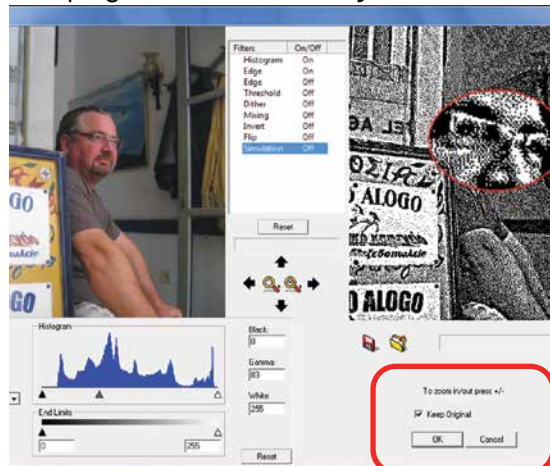 Filters On/Off
Histogram On
Edge On
Edge Off
Threshold Off
Dither Off
Mixing Off
Invert Off
Flip Off
Simulation Off
Reset
GO
GO
ALOGO
ALOGO
Histogram
Black:
0
Gamma:
83
White:
255
End Limits
0
255
Reset
To zoom in/out press +/-
Keep Original
OK Cancel